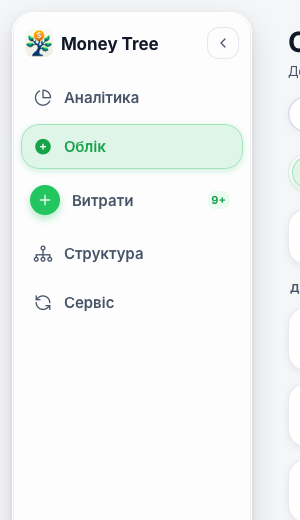 Money Tree
Аналітика
Облік
Витрати
9+
Структура
Сервіс